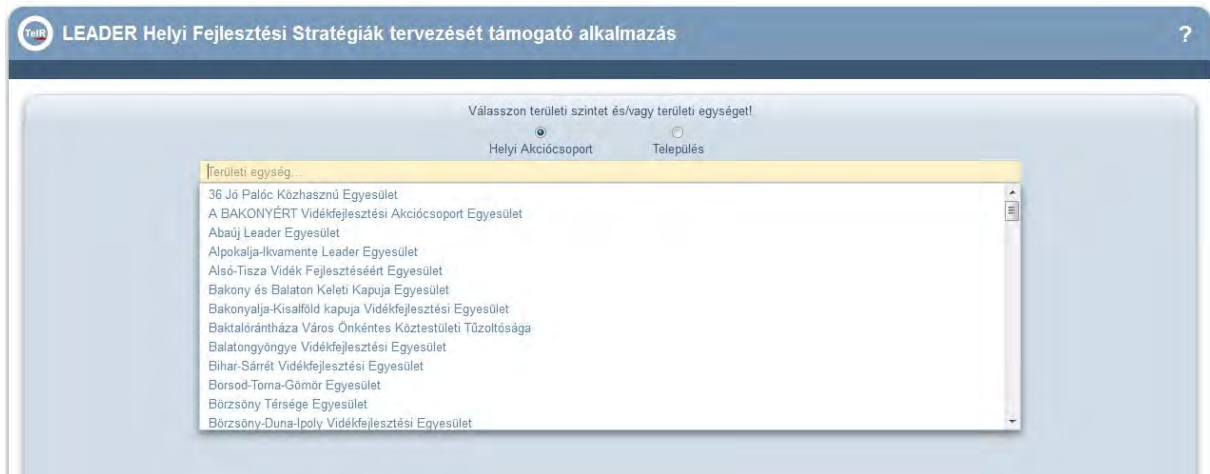 TeIR LEADER Helyi Fejlesztési Stratégiák tervezését támogató alkalmazás ?
Válasszon területi szintet és/vagy területi egységet!
Helyi Akciócsoport Település
Területi egység...
36 Jó Palóc Közhasznú Egyesület
A BAKONYÉRT Vidékfejlesztési Akciócsoport Egyesület
Abaúj Leader Egyesület
Alpokalja-Ikvamente Leader Egyesület
Alsó-Tisza Vidék Fejlesztéséért Egyesület
Bakony és Balaton Keleti Kapuja Egyesület
Bakonyalja-Kisalföld kapuja Vidékfejlesztési Egyesület
Baktalórántháza Város Önkéntes Köztestületi Tűzoltósága
Balatongyöngye Vidékfejlesztési Egyesület
Bihar-Sárrét Vidékfejlesztési Egyesület
Borsod-Torna-Gömör Egyesület
Börzsöny Térsége Egyesület
Börzsöny-Duna-Ipoly Vidékfejlesztési Egyesület